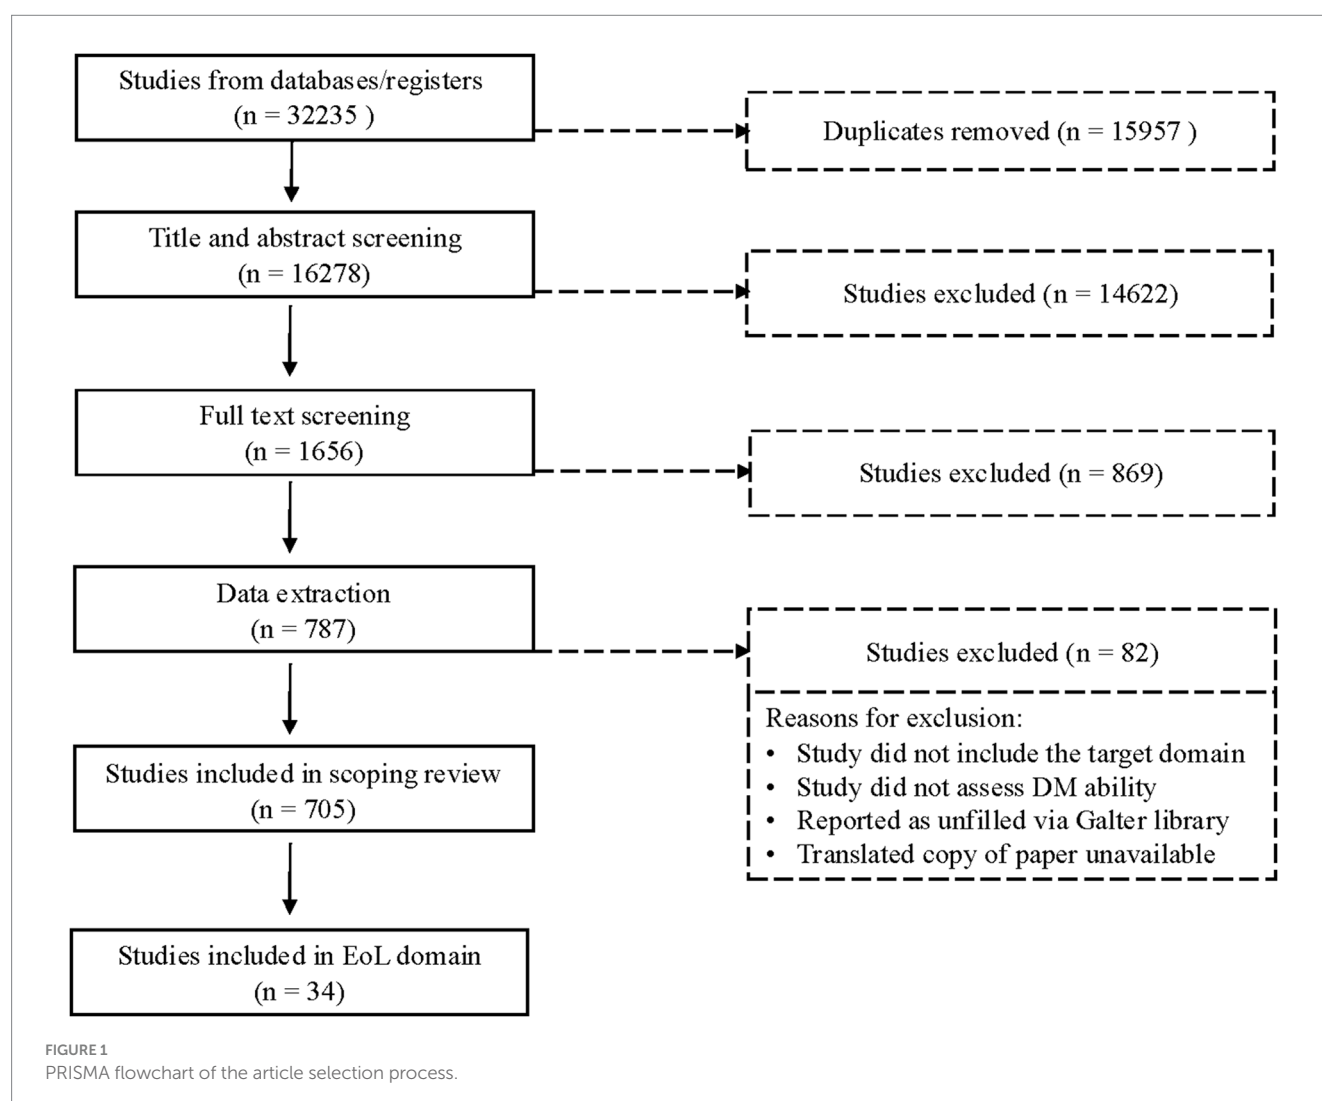 Studies from databases/registers
(n = 32235 )
Duplicates removed (n = 15957 )
Title and abstract screening
(n = 16278)
Studies excluded (n = 14622)
Full text screening
(n = 1656)
Studies excluded (n = 869)
Data extraction
(n = 787)
Studies excluded (n = 82)
Reasons for exclusion:
• Study did not include the target domain
• Study did not assess DM ability
• Reported as unfilled via Galter library
• Translated copy of paper unavailable
Studies included in scoping review
(n = 705)
Studies included in EoL domain
(n = 34)
FIGURE 1
PRISMA flowchart of the article selection process.